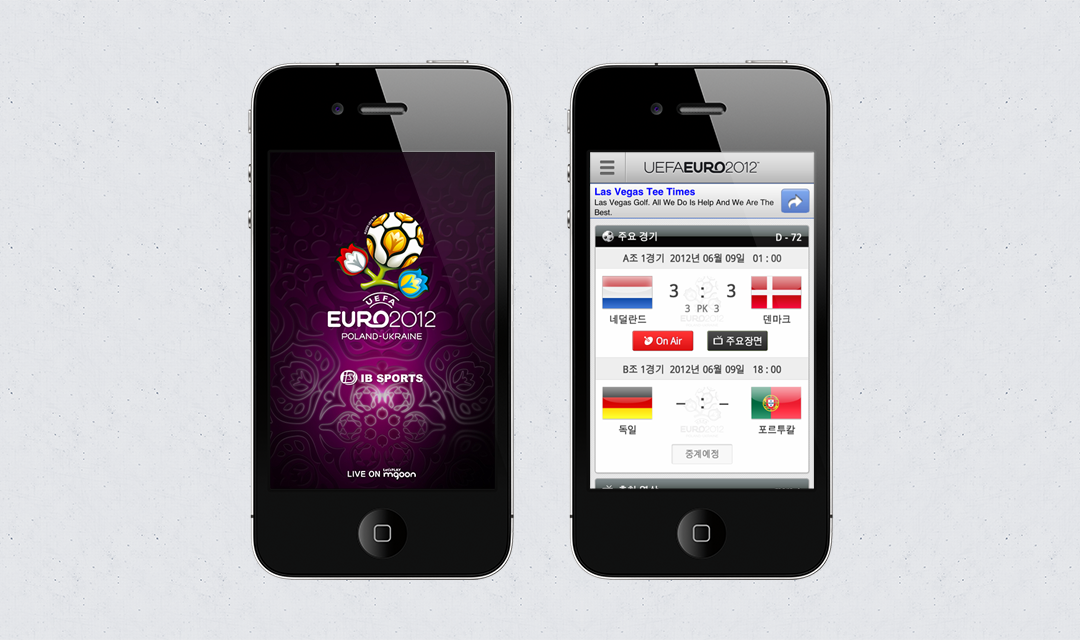 UEFA
EURO2012
POLAND-UKRAINE
IB SPORTS
LIVE ON mgoon
UEFAEURO2012™
Las Vegas Tee Times
Las Vegas Golf. All We Do Is Help And We Are The
Best.
주요 경기 D - 72
A조 1경기 2012년 06월 09일 01 : 00
3 : 3
3 PK 3
네덜란드 덴마크
On Air 주요장면
B조 1경기 2012년 06월 09일 18 : 00
– : –
EURO2012
독일 포르투칼
중계예정